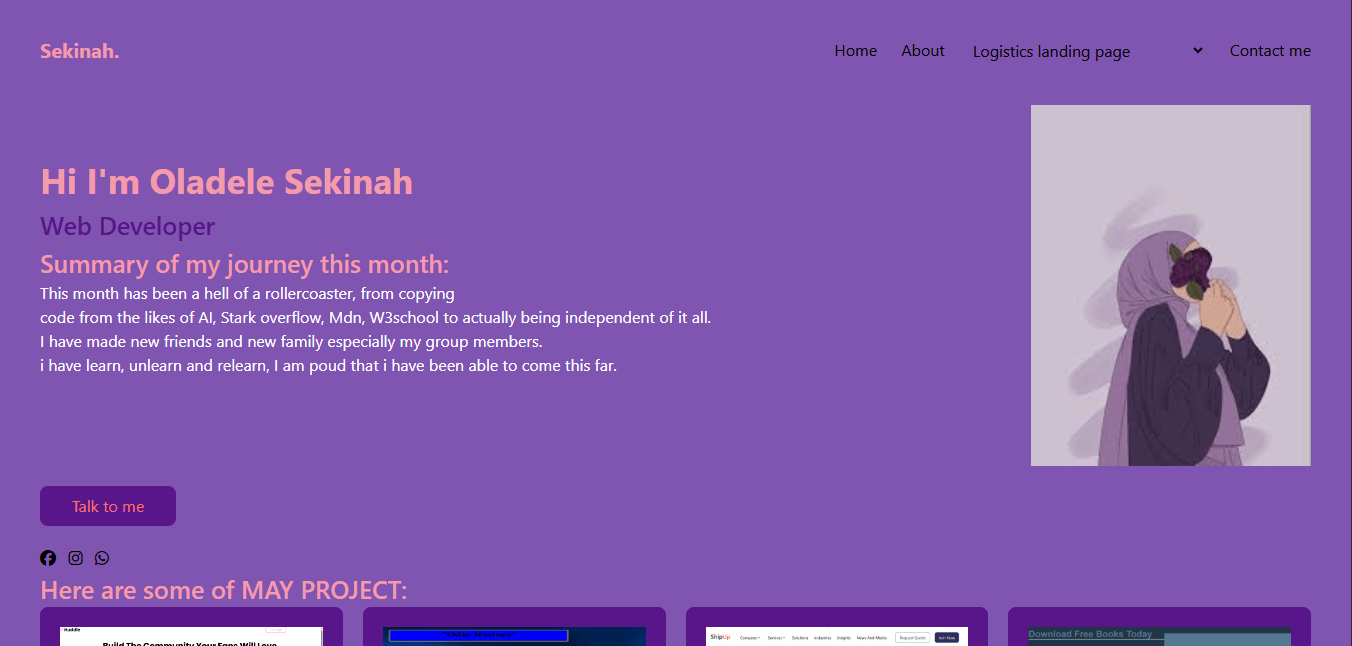 Sekinah.
Home About Logistics landing page Contact me
Hi I'm Oladele Sekinah
Web Developer
Summary of my journey this month:
This month has been a hell of a rollercoaster, from copying
code from the likes of AI, Stark overflow, Mdn, W3school to actually being independent of it all.
I have made new friends and new family especially my group members.
i have learn, unlearn and relearn, I am poud that i have been able to come this far.
Talk to me
Here are some of MAY PROJECT:
Huddle
Build The Community Your Fans Will Love
ShipUp Company Services Solutions Industries Insights News And Media Request Quote Join Now
Download Free Books Today